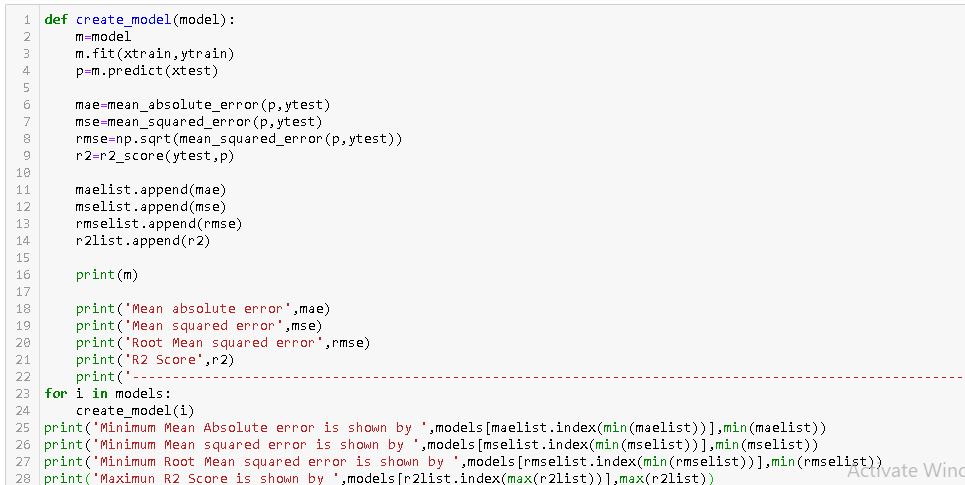 1 def create_model(model):
2 m=model
3 m.fit(xtrain,ytrain)
4 p=m.predict(xtest)
5
6 mae=mean_absolute_error(p,ytest)
7 mse=mean_squared_error(p,ytest)
8 rmse=np.sqrt(mean_squared_error(p,ytest))
9 r2=r2_score(ytest,p)
10
11 maelist.append(mae)
12 mselist.append(mse)
13 rmselist.append(rmse)
14 r2list.append(r2)
15
16 print(m)
17
18 print('Mean absolute error',mae)
19 print('Mean squared error',mse)
20 print('Root Mean squared error',rmse)
21 print('R2 Score',r2)
22 print('--------------------------------------------------------------------------------------------------------
23 for i in models:
24 create_model(i)
25 print('Minimum Mean Absolute error is shown by ',models[maelist.index(min(maelist))],min(maelist))
26 print('Minimum Mean squared error is shown by ',models[mselist.index(min(mselist))],min(mselist))
27 print('Minimum Root Mean squared error is shown by ',models[rmselist.index(min(rmselist))],min(rmselist))
28 print('Maximun R2 Score is shown by ',models[r2list.index(max(r2list))],max(r2list))
Activate Wind